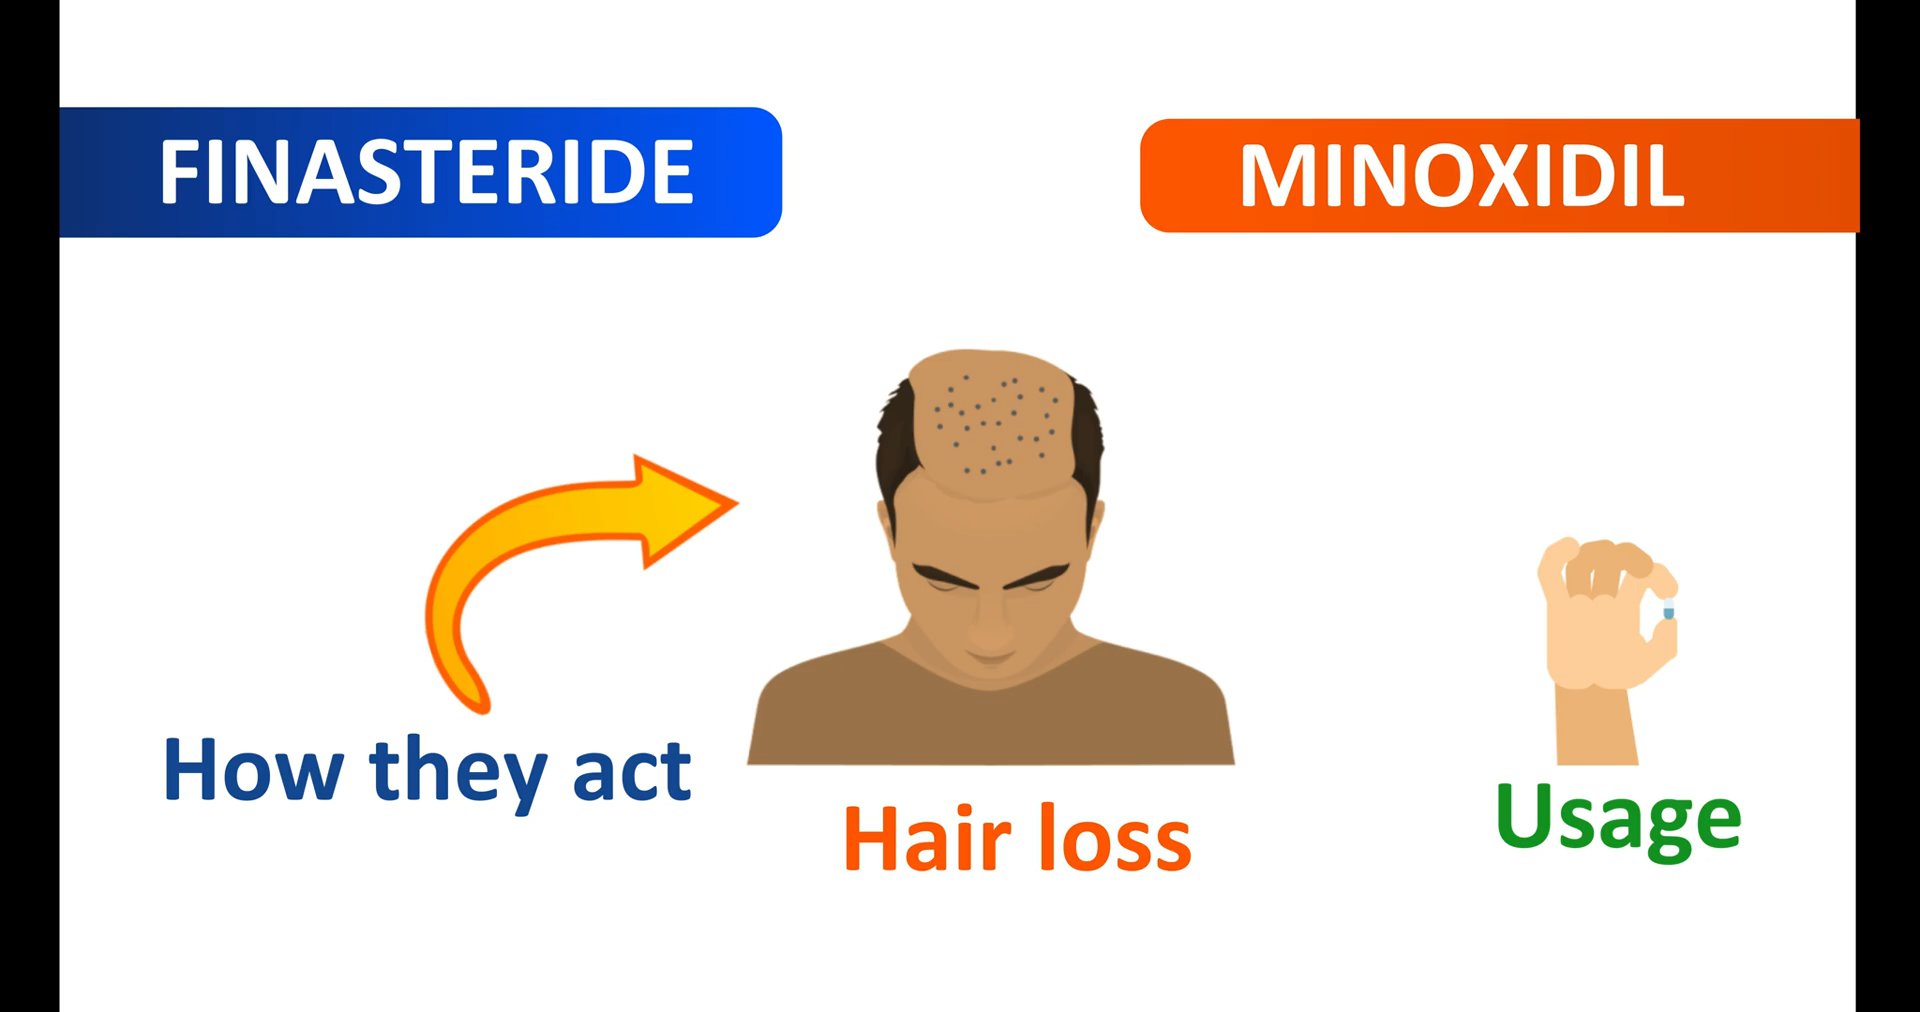 FINASTERIDE
MINOXIDIL
How they act
Hair loss
Usage